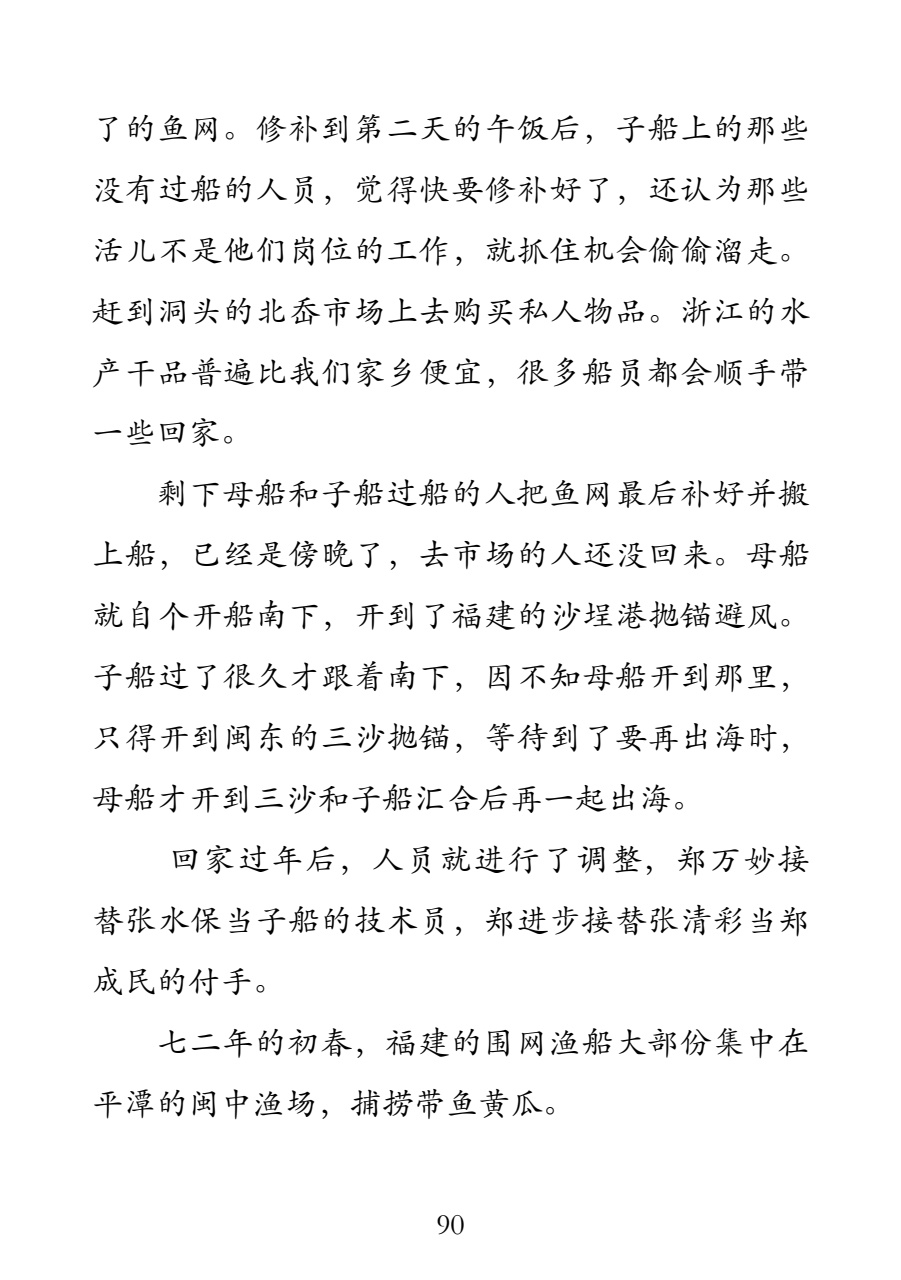 了的鱼网。修补到第二天的午饭后，子船上的那些
没有过船的人员，觉得快要修补好了，还认为那些
活儿不是他们岗位的工作，就抓住机会偷偷溜走。
赶到洞头的北岙市场上去购买私人物品。浙江的水
产干品普遍比我们家乡便宜，很多船员都会顺手带
一些回家。
剩下母船和子船过船的人把鱼网最后补好并搬
上船，已经是傍晚了，去市场的人还没回来。母船
就自个开船南下，开到了福建的沙埕港抛锚避风。
子船过了很久才跟着南下，因不知母船开到那里，
只得开到闽东的三沙抛锚，等待到了要再出海时，
母船才开到三沙和子船汇合后再一起出海。
回家过年后，人员就进行了调整，郑万妙接
替张水保当子船的技术员，郑进步接替张清彩当郑
成民的付手。
七二年的初春，福建的围网渔船大部份集中在
平潭的闽中渔场，捕捞带鱼黄瓜。
90